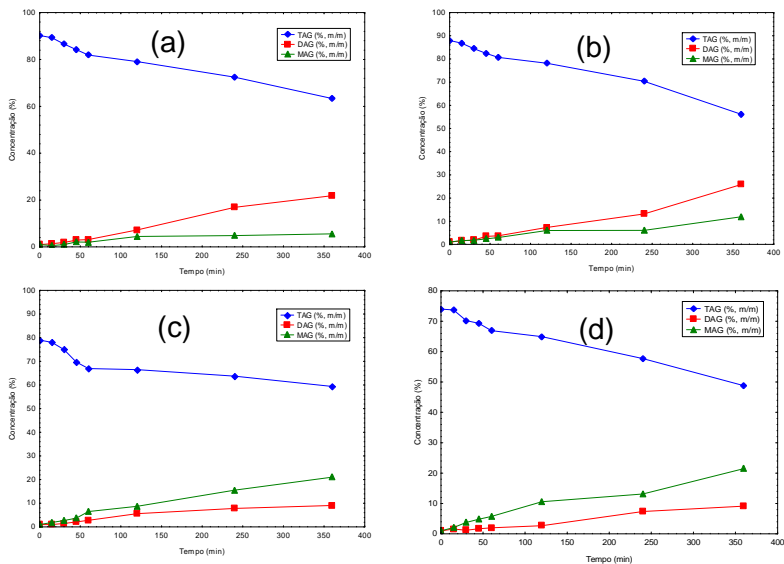 (a)
TAG (%, m/m)
DAG (%, m/m)
MAG (%, m/m)
Concentração (%)
100
80
60
40
20
0
0 50 100 150 200 250 300 350 400
Tempo (min)
(b)
TAG (%, m/m)
DAG (%, m/m)
MAG (%, m/m)
Concentração (%)
100
90
80
70
60
50
40
30
20
10
0
0 50 100 150 200 250 300 350 400
Tempo (min)
(c)
TAG (%, m/m)
DAG (%, m/m)
MAG (%, m/m)
Concentração (%)
100
90
80
70
60
50
40
30
20
10
0
0 50 100 150 200 250 300 350 400
Tempo (min)
(d)
TAG (%, m/m)
DAG (%, m/m)
MAG (%, m/m)
Concentração (%)
80
70
60
50
40
30
20
10
0
0 50 100 150 200 250 300 350 400
Tempo (min)